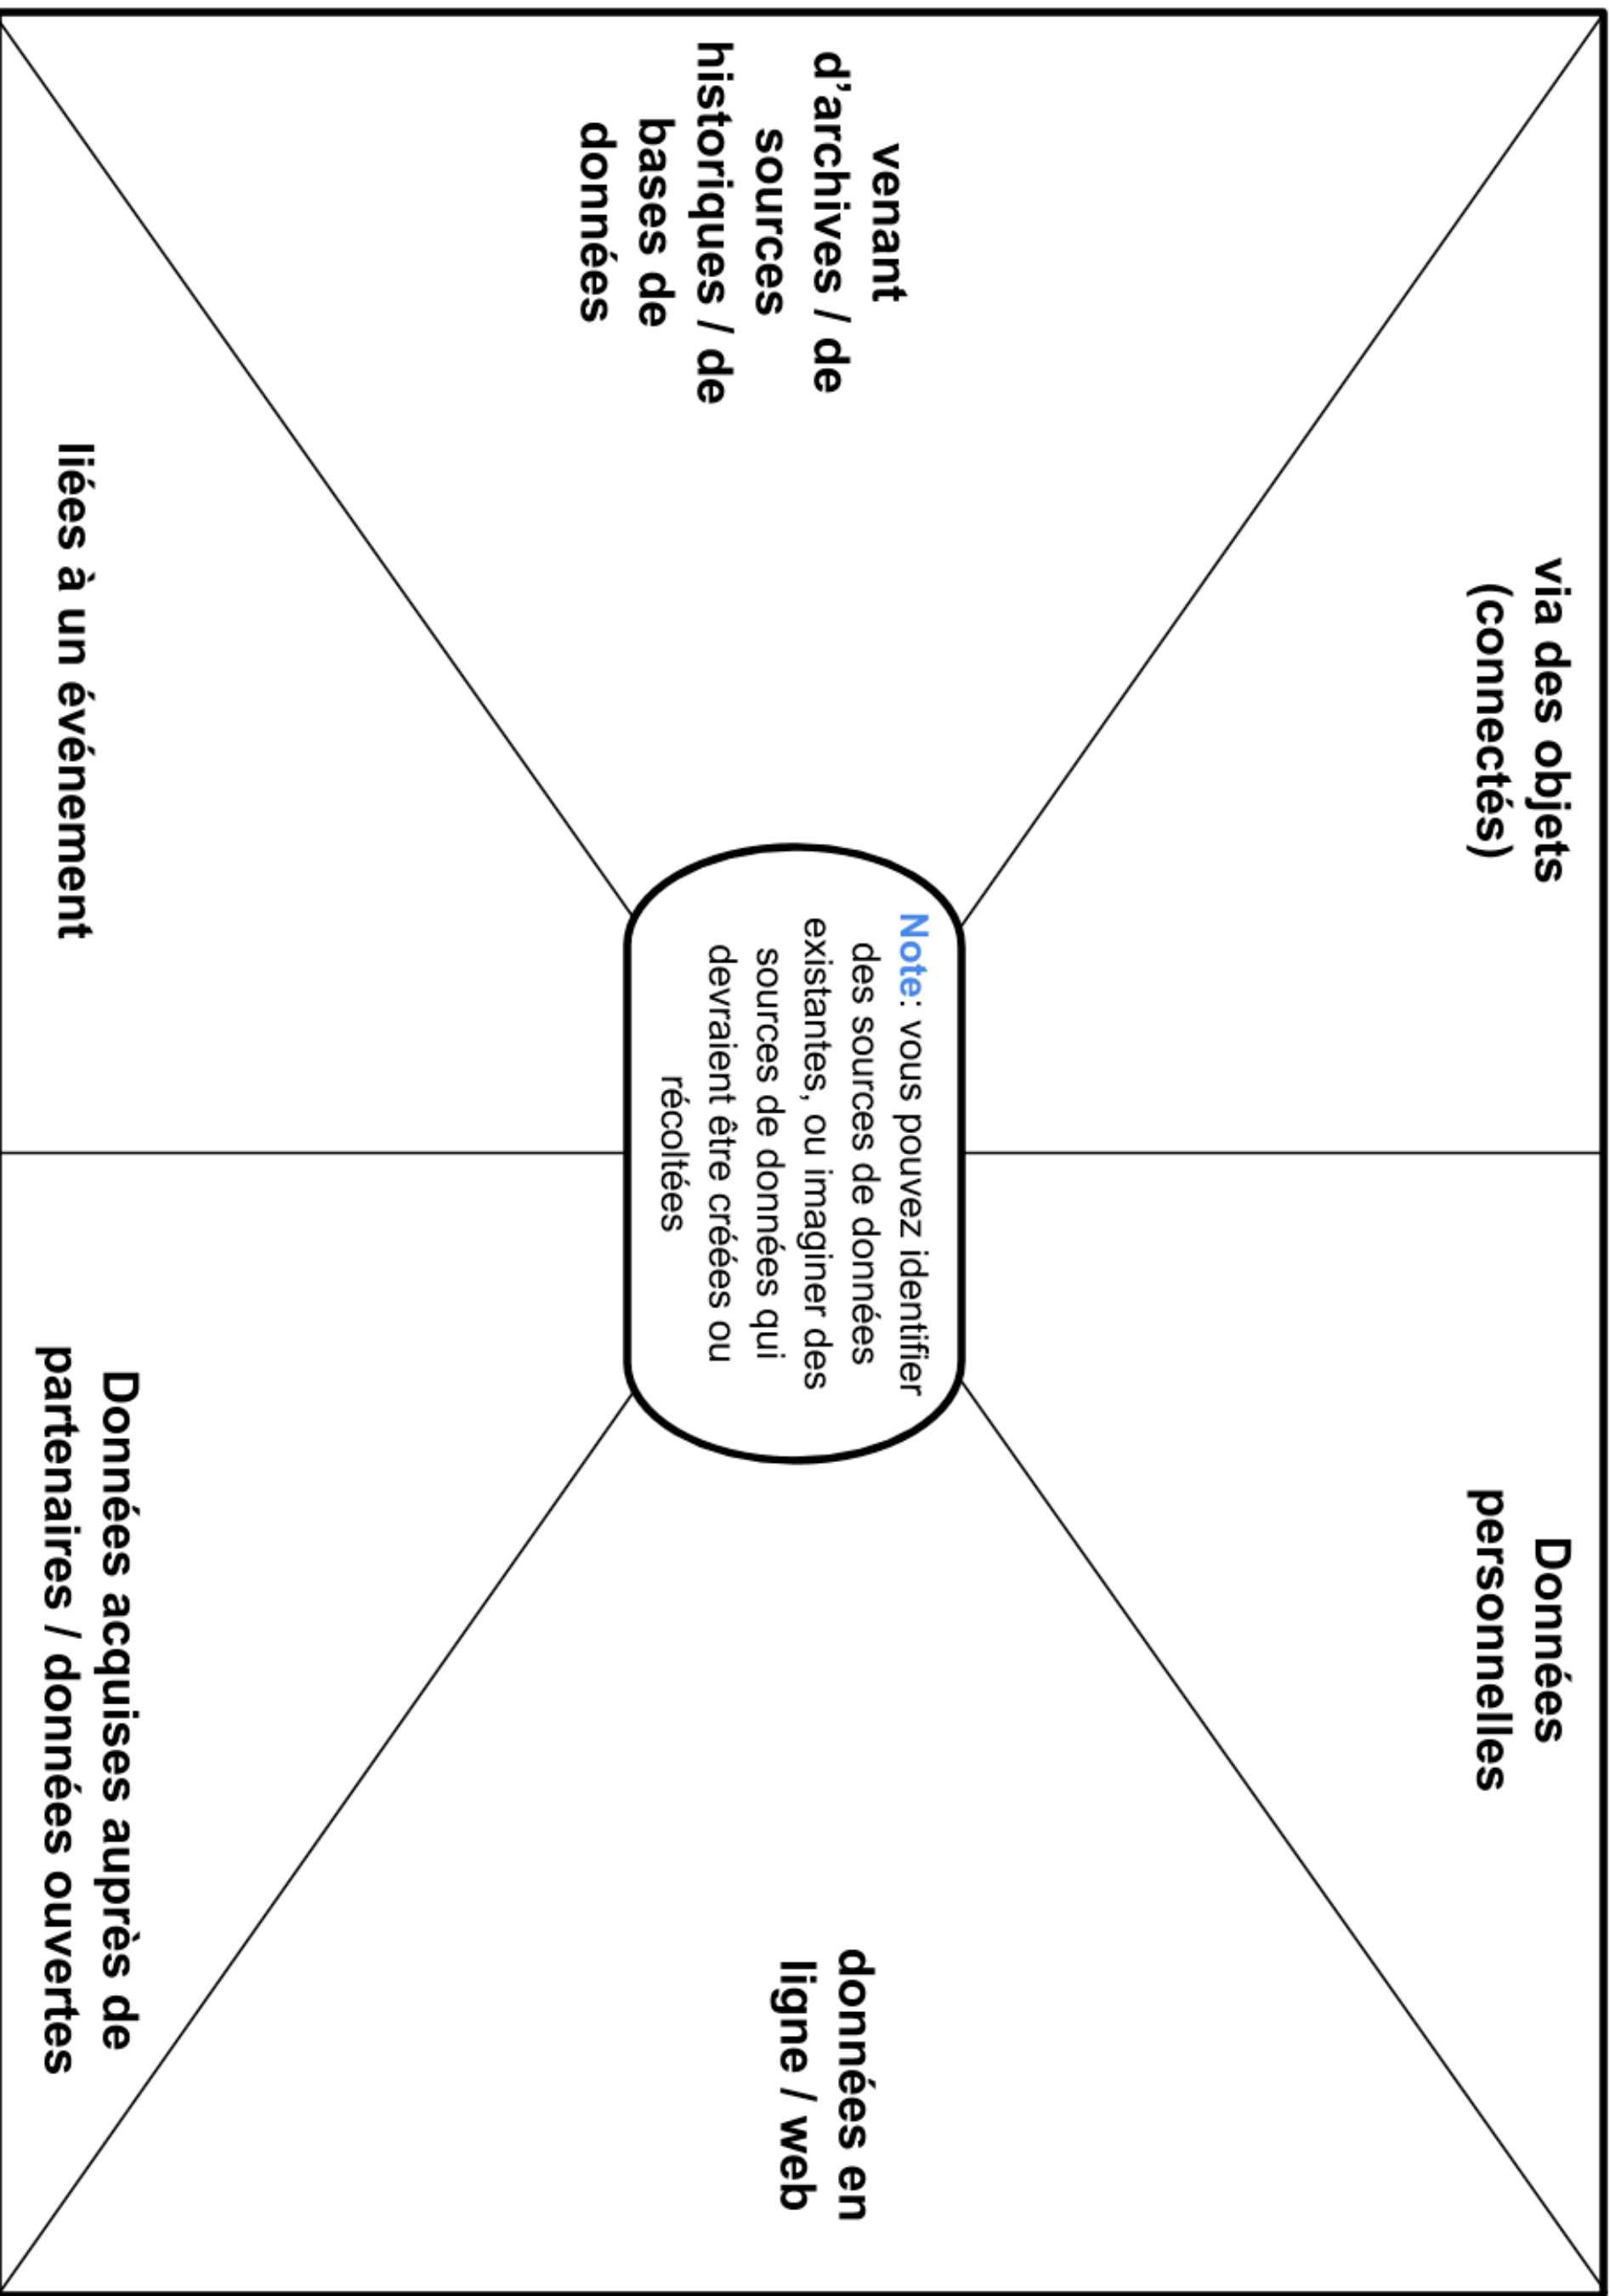 via des objets
(connectés)
Données
personnelles
venant
d’archives / de
sources
historiques / de
bases de
données
Note: vous pouvez identifier
des sources de données
existantes, ou imaginer des
sources de données qui
devraient être créées ou
récoltées
données en
ligne / web
liées à un événement
Données acquises auprès de
partenaires / données ouvertes